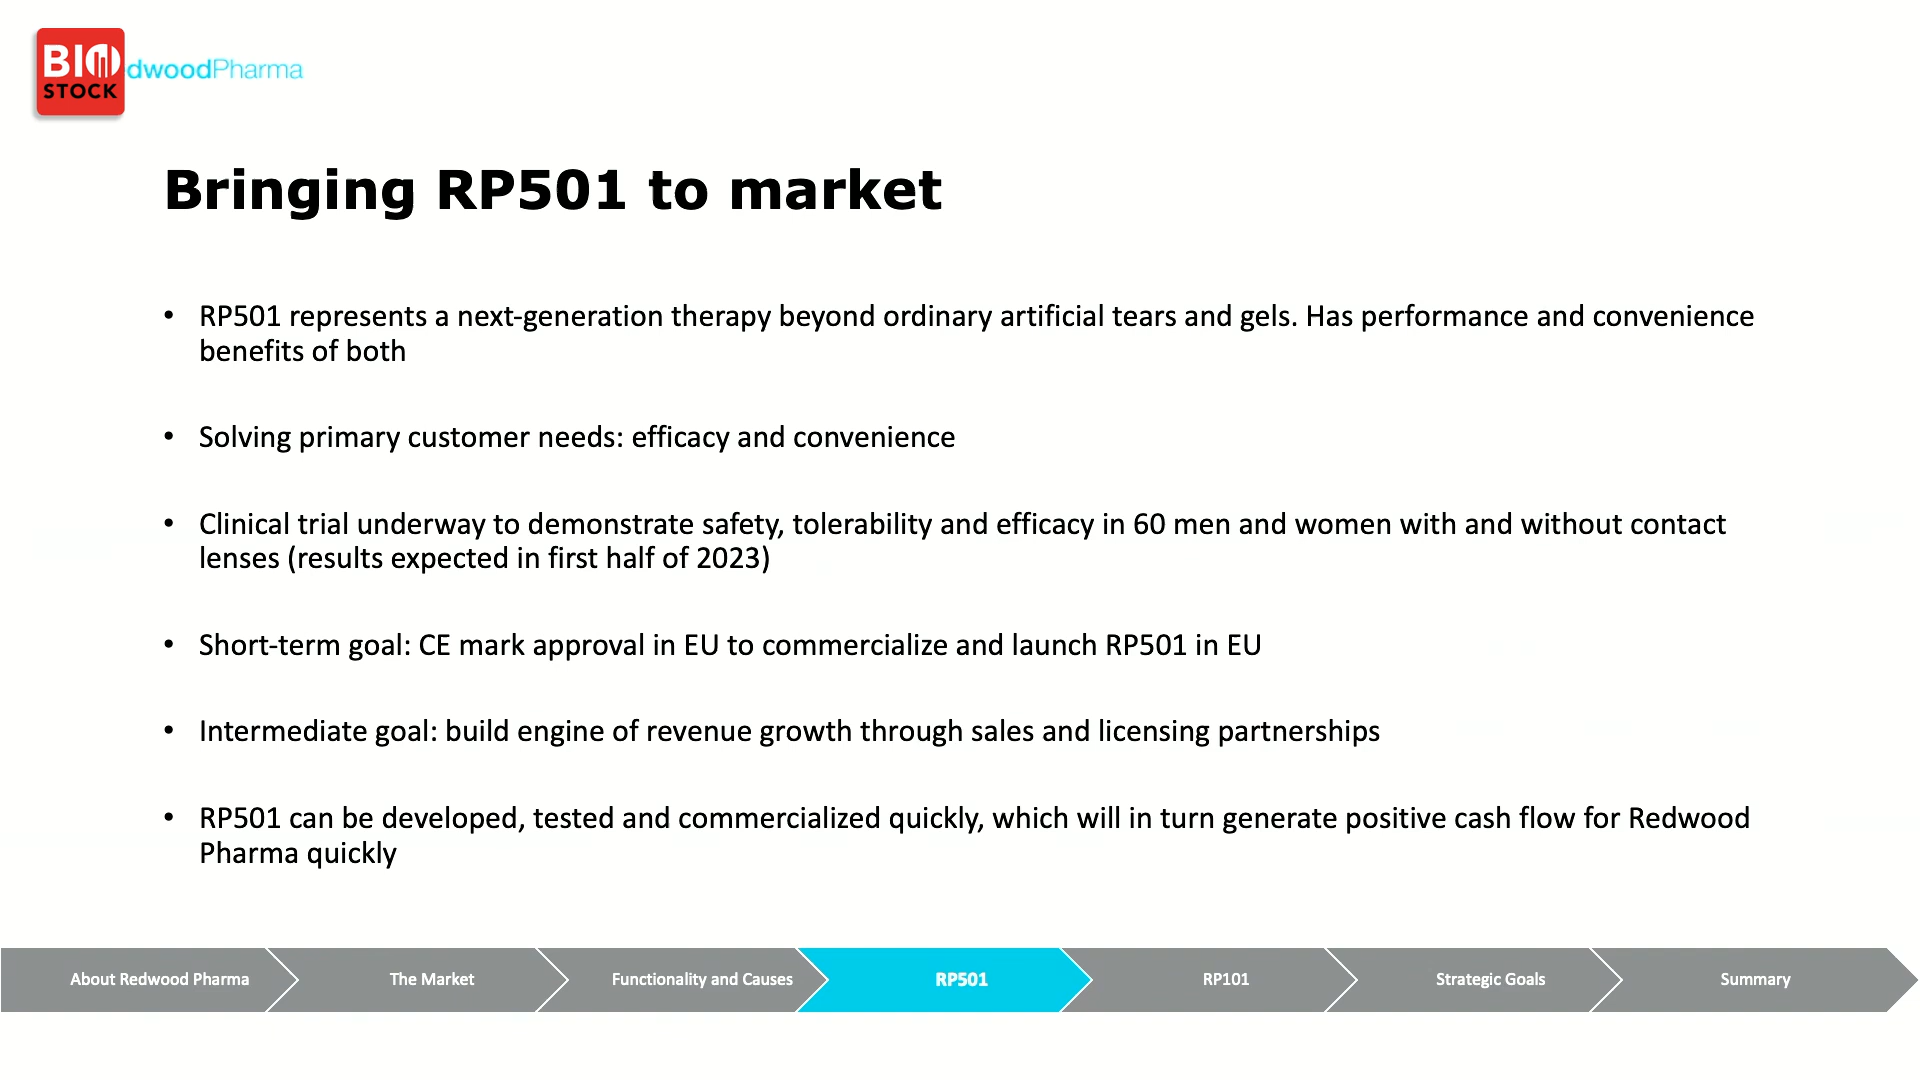 BIO
STOCK
dwoodPharma
Bringing RP501 to market
• RP501 represents a next-generation therapy beyond ordinary artificial tears and gels. Has performance and convenience
benefits of both
• Solving primary customer needs: efficacy and convenience
• Clinical trial underway to demonstrate safety, tolerability and efficacy in 60 men and women with and without contact
lenses (results expected in first half of 2023)
• Short-term goal: CE mark approval in EU to commercialize and launch RP501 in EU
• Intermediate goal: build engine of revenue growth through sales and licensing partnerships
• RP501 can be developed, tested and commercialized quickly, which will in turn generate positive cash flow for Redwood
Pharma quickly
About Redwood Pharma
The Market
Functionality and Causes
RP501
RP101
Strategic Goals
Summary